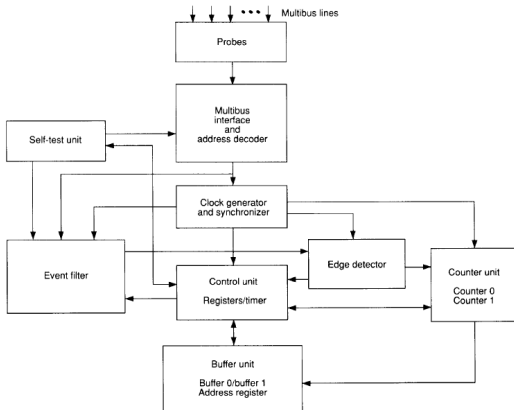 Multibus lines
Probes
Multibus
interface
and
address decoder
Self-test unit
Clock generator
and synchronizer
Event filter
Control unit
Registers/timer
Edge detector
Counter unit
Counter 0
Counter 1
Buffer unit
Buffer 0/buffer 1
Address register